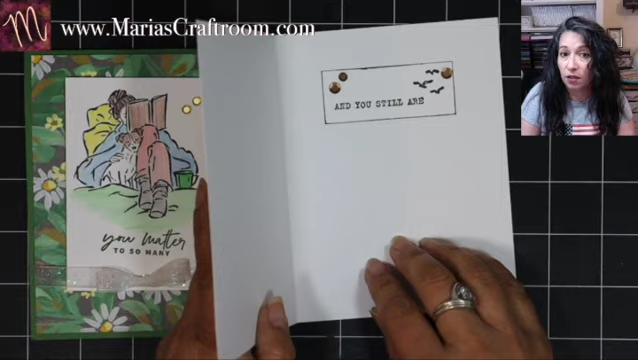 M www.MariasCraftroom.com
AND YOU STILL ARE
you matter
TO SO MANY